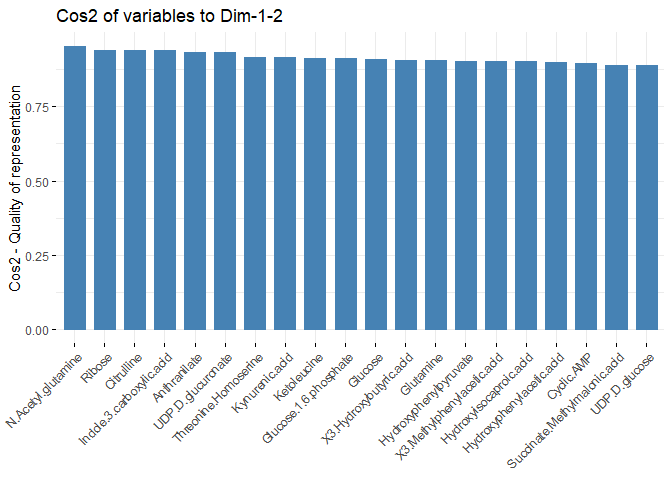 Cos2 of variables to Dim-1-2
Cos2 - Quality of representation
0.75
0.50
0.25
0.00
N.Acetyl.glutamine
Ribose
Citrulline
Indole.3.carboxylic.acid
Anthranilate
UDP.D.glucuronate
Threonine.Homoserine
Kynurenic.acid
Ketoleucine
Glucose.1.6.phosphate
Glucose
X3.Hydroxybutyric.acid
Glutamine
Hydroxyphenylpyruvate
X3.Methylphenylacetic.acid
Hydroxyisocaproic.acid
Hydroxyphenylacetic.acid
Cyclic.AMP
Succinate.Methylmalonic.acid
UDP.D.glucose